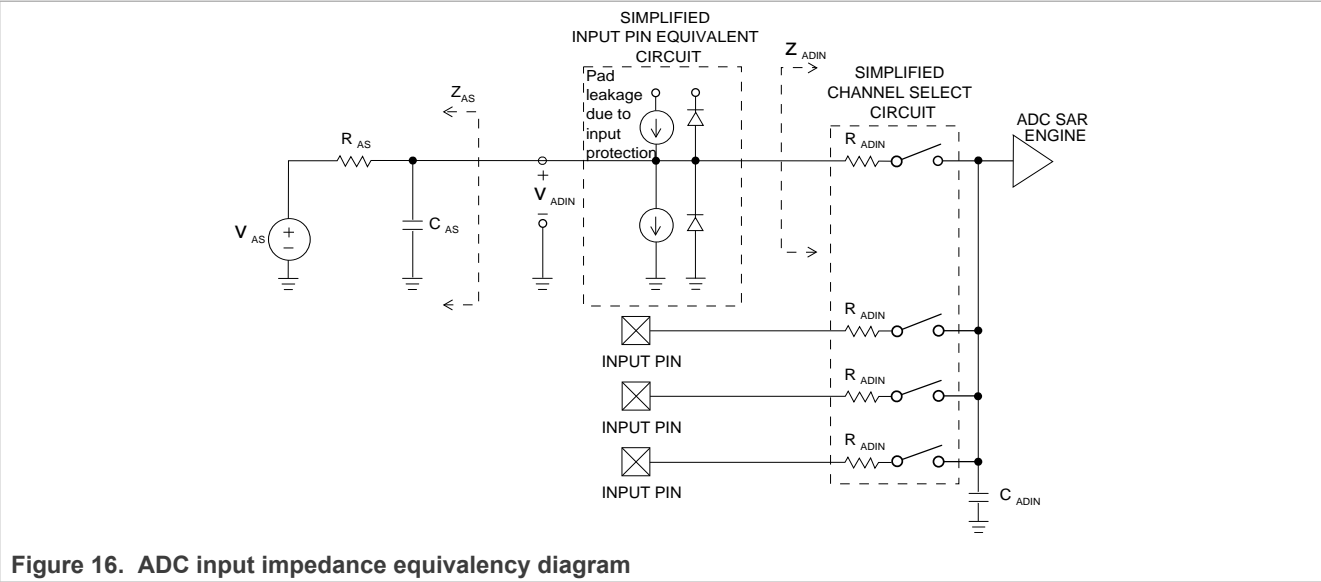 SIMPLIFIED
INPUT PIN EQUIVALENT
CIRCUIT
Pad
leakage
due to
input
protection
Z ADIN
SIMPLIFIED
CHANNEL SELECT
CIRCUIT
ADC SAR
ENGINE
Z AS
R AS
R ADIN
+
V ADIN
–
C AS
V AS
+
–
R ADIN
INPUT PIN
R ADIN
INPUT PIN
R ADIN
INPUT PIN
C ADIN
Figure 16. ADC input impedance equivalency diagram